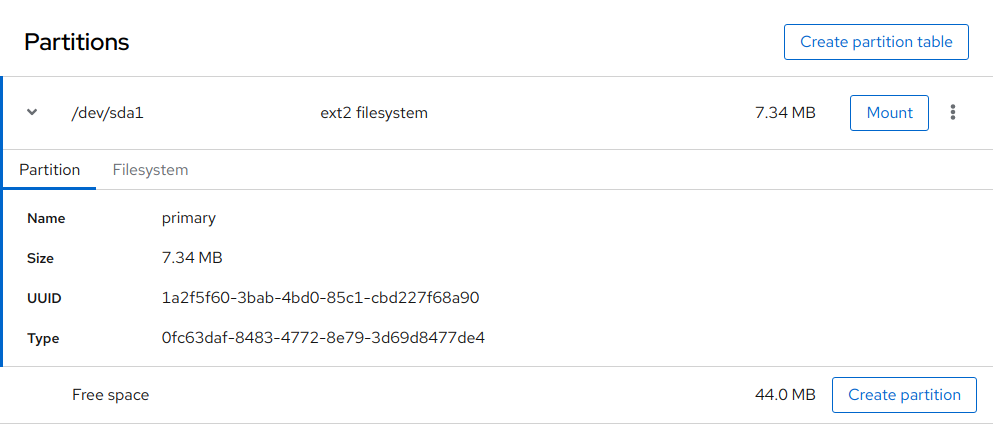 Partitions Create partition table
/dev/sda1 ext2 filesystem 7.34 MB Mount
Partition Filesystem
Name primary
Size 7.34 MB
UUID 1a2f5f60-3bab-4bd0-85c1-cbd227f68a90
Type 0fc63daf-8483-4772-8e79-3d69d8477de4
Free space 44.0 MB Create partition